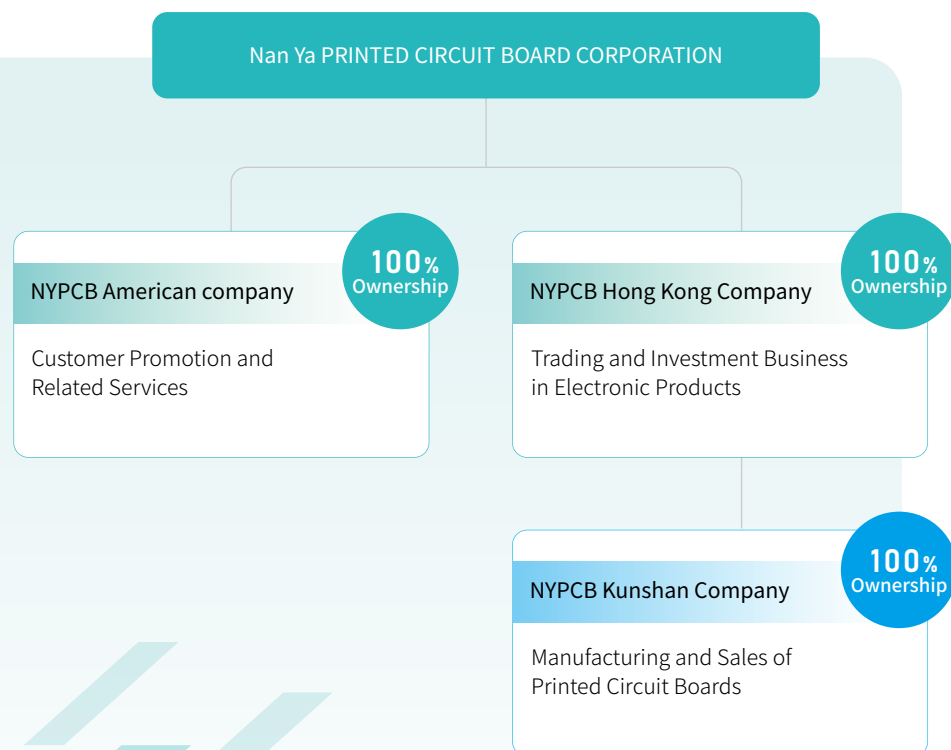 Nan Ya PRINTED CIRCUIT BOARD CORPORATION
100%
Ownership
NYPCB American company
Customer Promotion and
Related Services
100%
Ownership
NYPCB Hong Kong Company
Trading and Investment Business
in Electronic Products
100%
Ownership
NYPCB Kunshan Company
Manufacturing and Sales of
Printed Circuit Boards